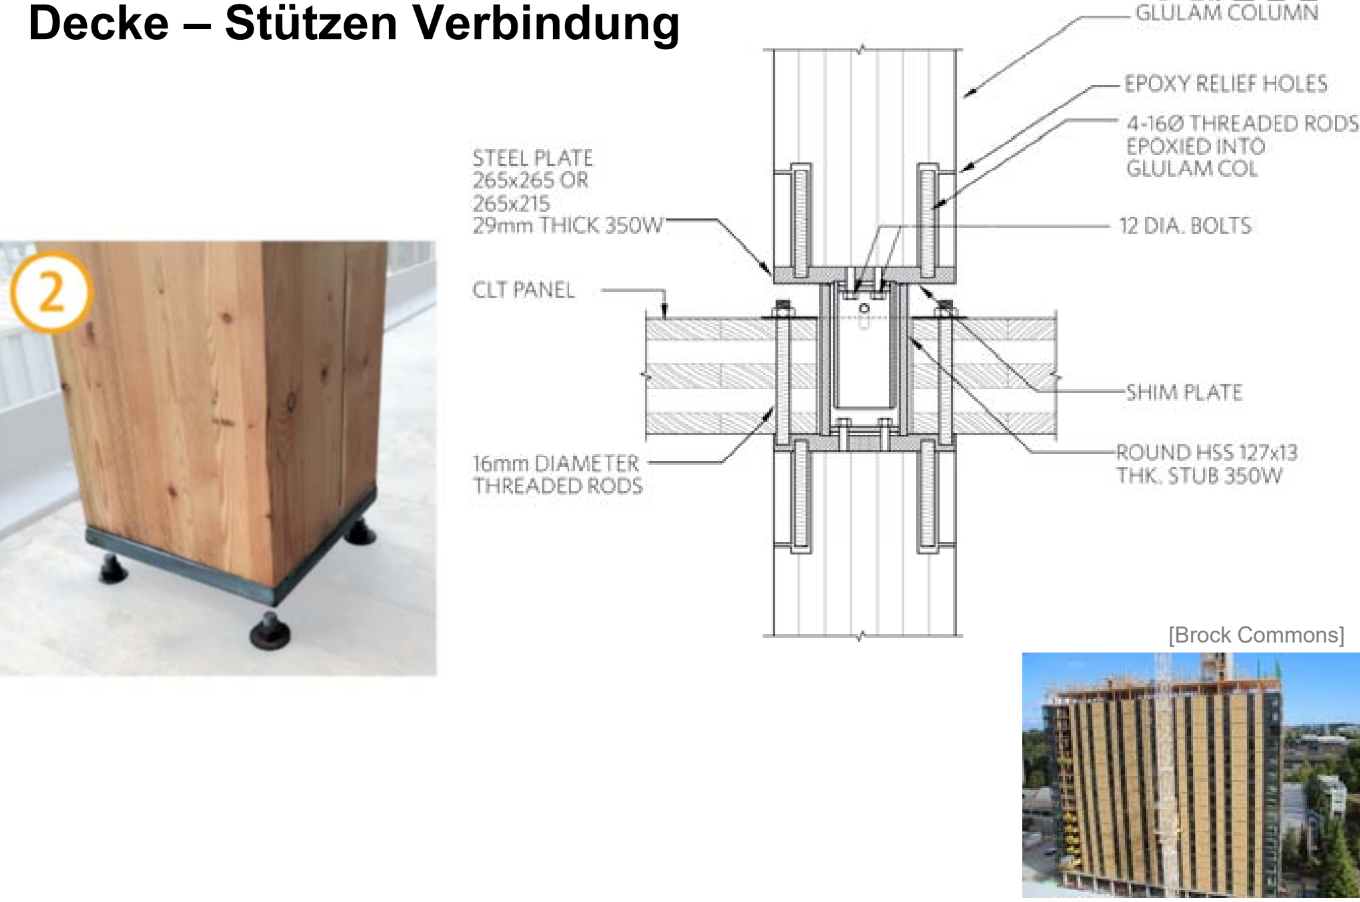 Decke – Stützen Verbindung
GLULAM COLUMN
EPOXY RELIEF HOLES
4-16Ø THREADED RODS
EPOXIED INTO
GLULAM COL
STEEL PLATE
265x265 OR
265x215
29mm THICK 350W
12 DIA. BOLTS
2
CLT PANEL
SHIM PLATE
16mm DIAMETER
THREADED RODS
ROUND HSS 127x13
THK. STUB 350W
[Brock Commons]